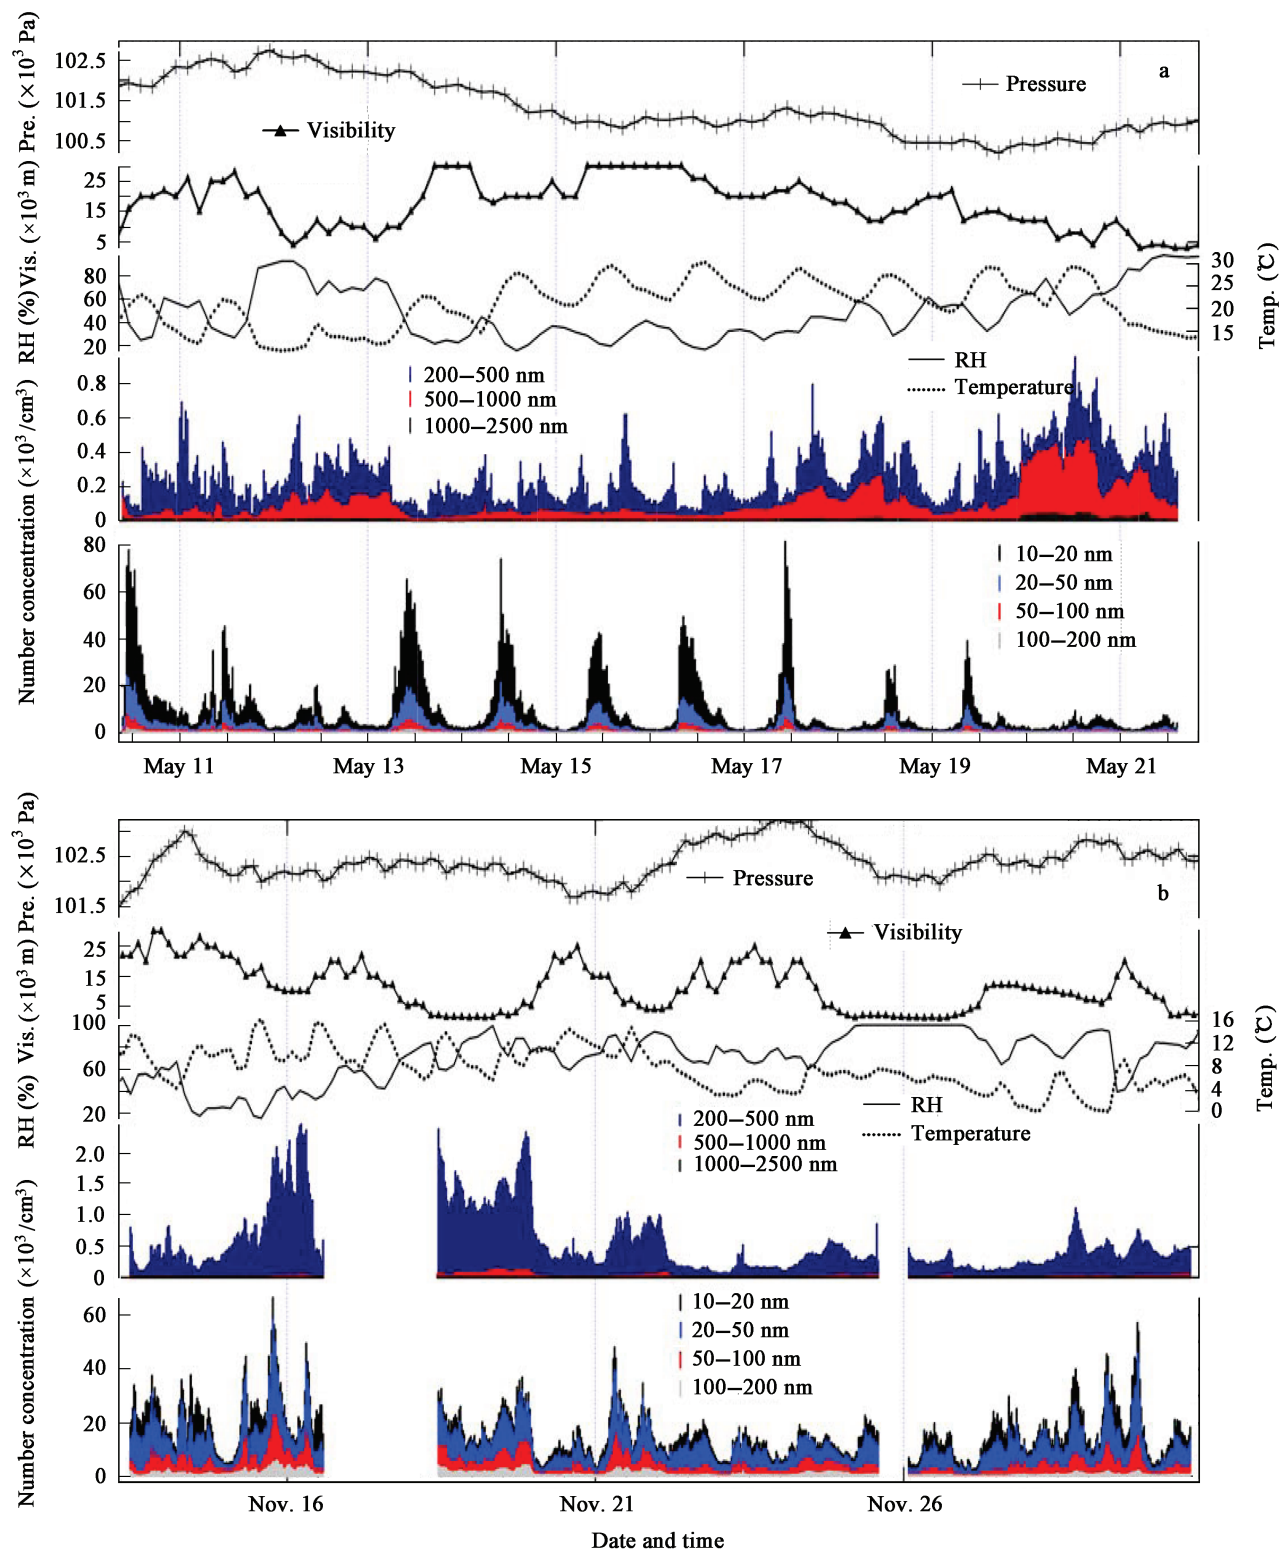 a
Pre. (×10³ Pa)
102.5
101.5
100.5
Pressure
Visibility
Vis. (×10³ m)
25
15
5
RH (%)
80
60
40
20
30
25
20
15
Temp. (℃)
RH
Temperature
200–500 nm
500–1000 nm
1000–2500 nm
Number concentration (×10³/cm³)
0.8
0.6
0.4
0.2
0
80
60
40
20
0
10–20 nm
20–50 nm
50–100 nm
100–200 nm
May 11 May 13 May 15 May 17 May 19 May 21
b
Pre. (×10³ Pa)
102.5
101.5
Pressure
Visibility
Vis. (×10³ m)
25
15
5
RH (%)
100
60
20
16
12
8
4
0
Temp. (℃)
RH
Temperature
200–500 nm
500–1000 nm
1000–2500 nm
Number concentration (×10³/cm³)
2.0
1.5
1.0
0.5
0
60
40
20
0
10–20 nm
20–50 nm
50–100 nm
100–200 nm
Nov. 16 Nov. 21 Nov. 26
Date and time